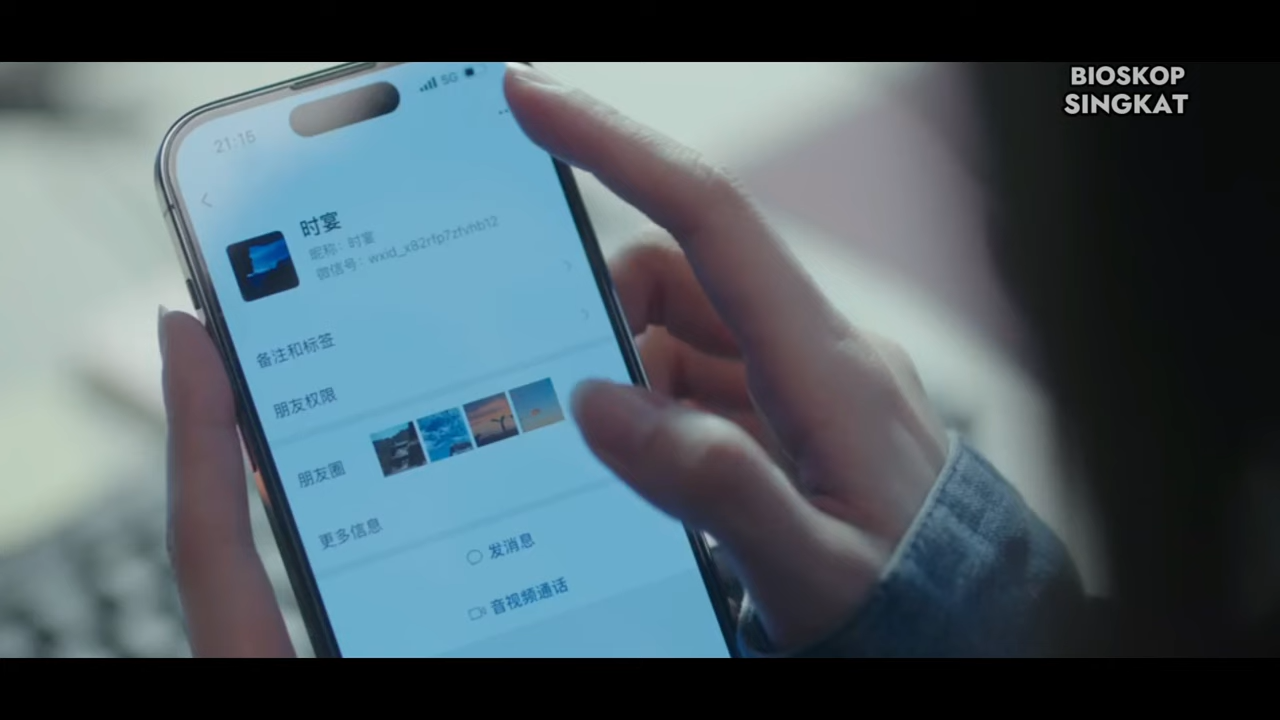 BIOSKOP
SINGKAT
5G
21:15
时宴
昵称：时宴
微信号：wxid_x82rfp7zfvhb12
备注和标签
朋友权限
朋友圈
更多信息
发消息
音视频通话